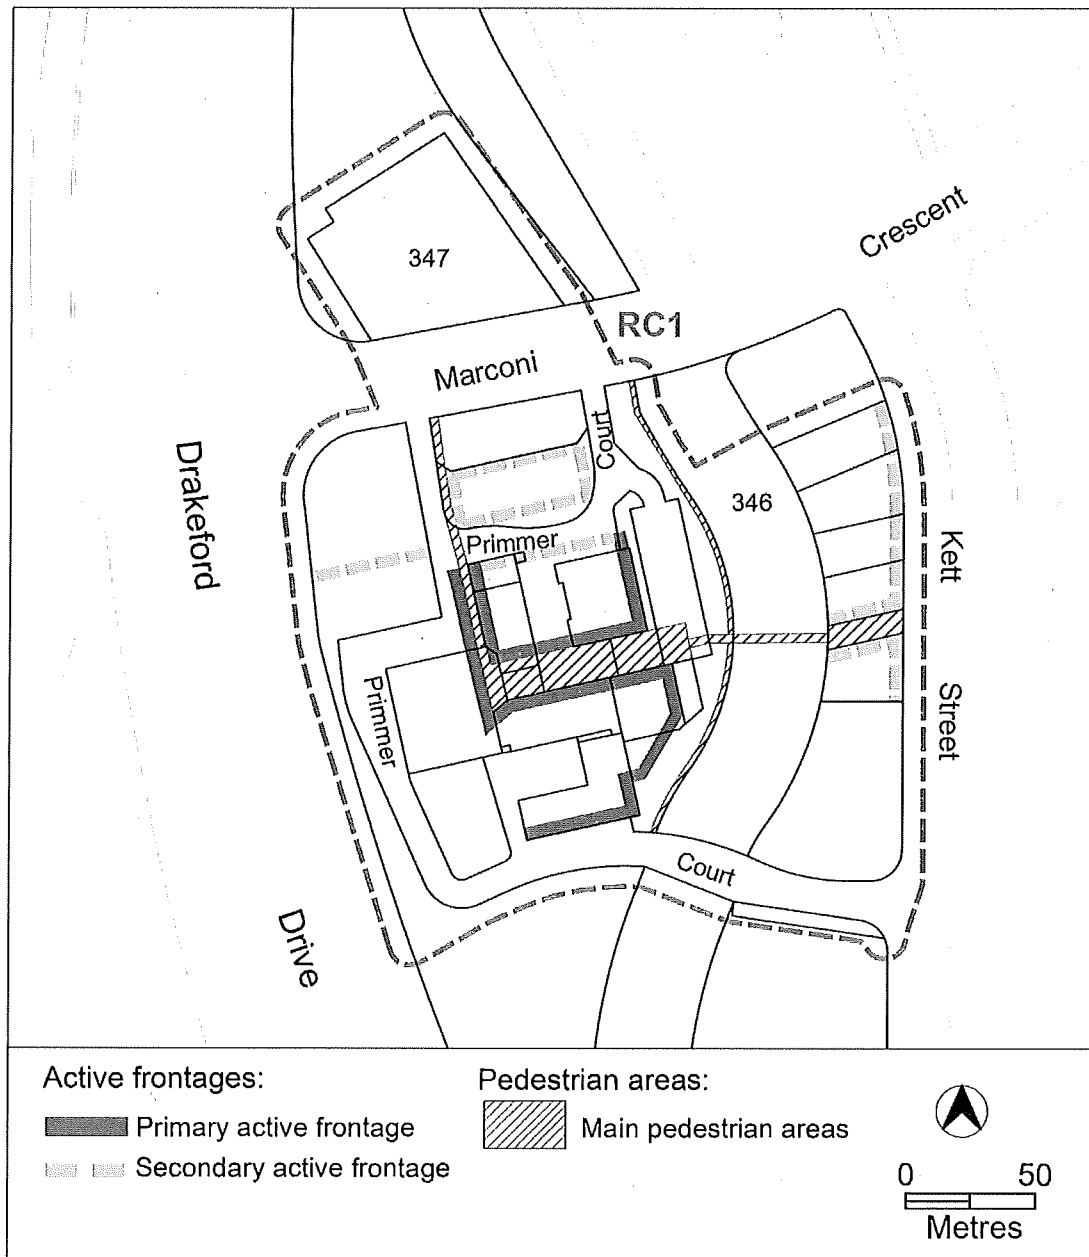 347
Crescent
RC1
Marconi
Court
Drakeford
346
Primmer
Kett
Primmer
Street
Court
Drive
Active frontages:
Primary active frontage
Secondary active frontage
Pedestrian areas:
Main pedestrian areas
0 50
Metres